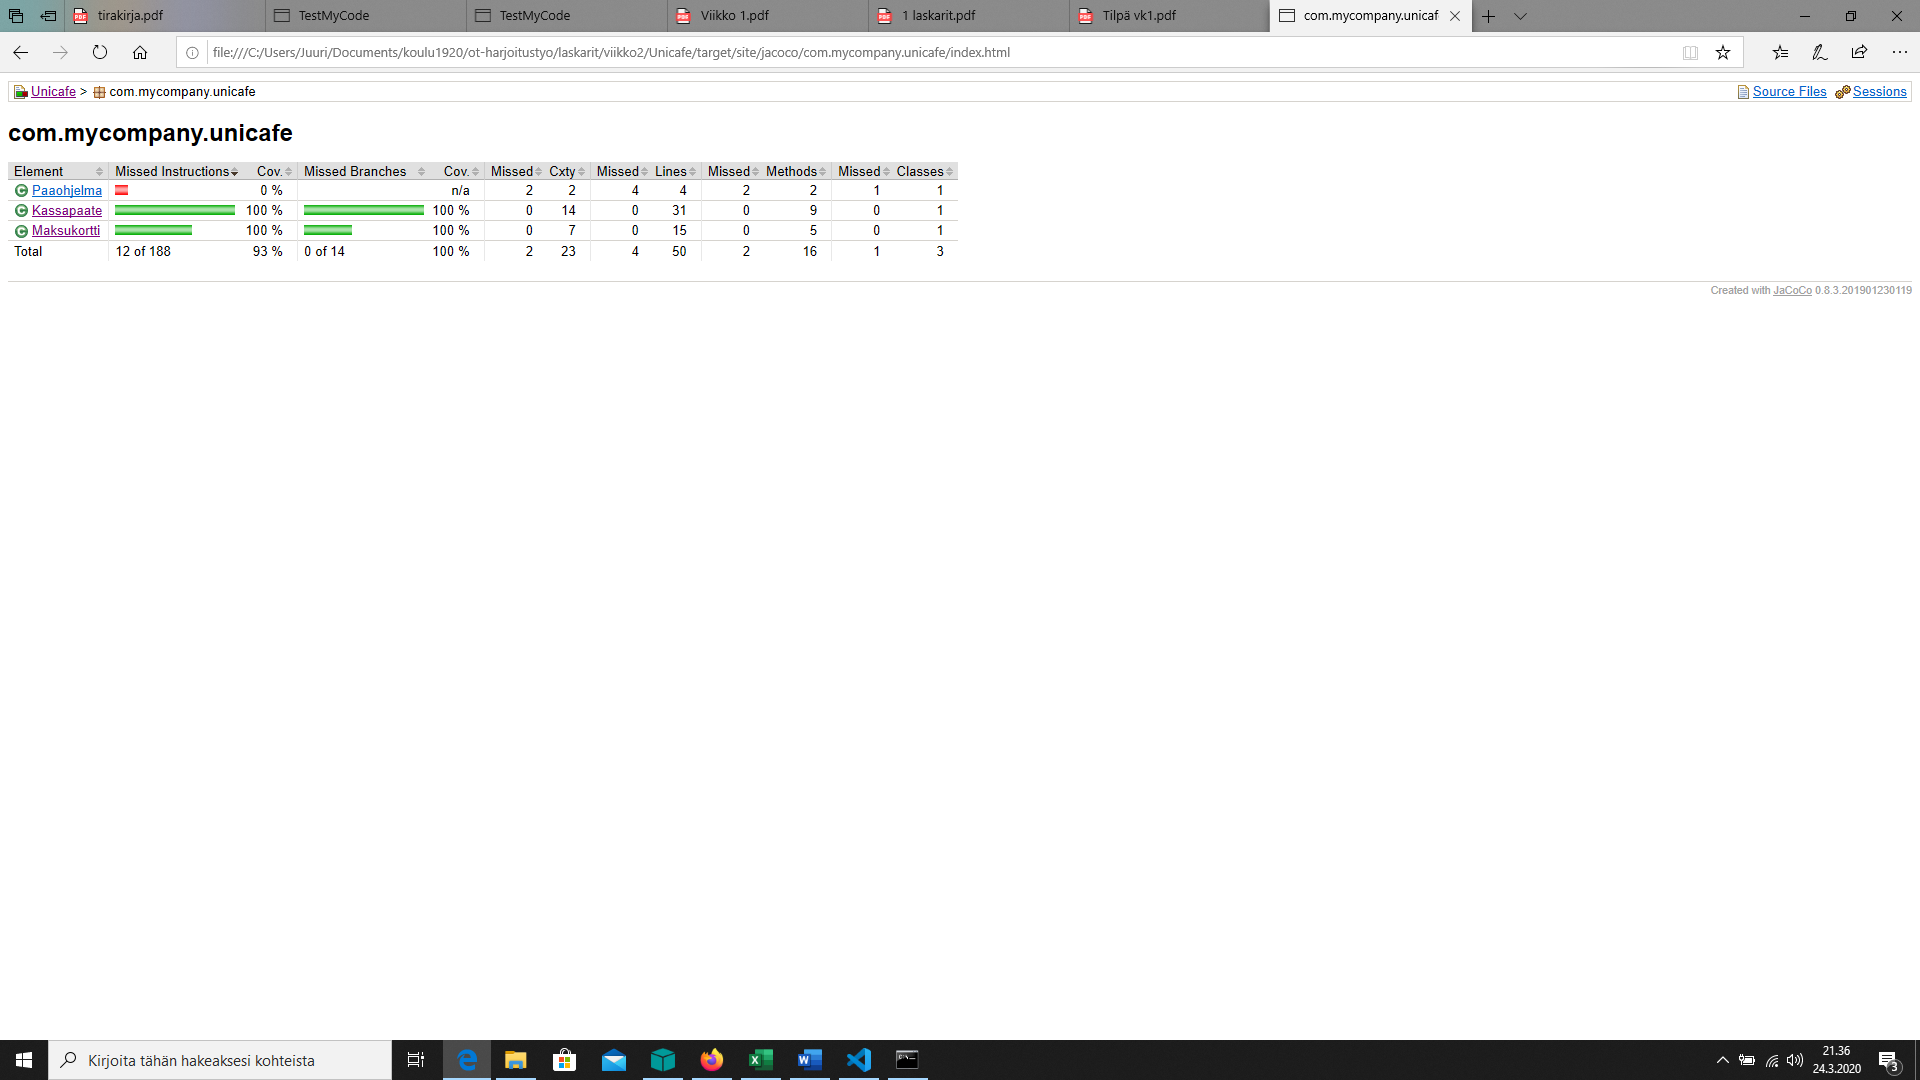 tirakirja.pdf TestMyCode TestMyCode Viikko 1.pdf 1 laskarit.pdf Tilpä vk1.pdf com.mycompany.unicaf
file:///C:/Users/Juuri/Documents/koulu1920/ot-harjoitustyo/laskarit/viikko2/Unicafe/target/site/jacoco/com.mycompany.unicafe/index.html
Unicafe > com.mycompany.unicafe Source Files Sessions
com.mycompany.unicafe
Element Missed Instructions Cov. Missed Branches Cov. Missed Cxty Missed Lines Missed Methods Missed Classes
Paaohjelma 0 % n/a 2 2 4 4 2 2 1 1
Kassapaate 100 % 100 % 0 14 0 31 0 9 0 1
Maksukortti 100 % 100 % 0 7 0 15 0 5 0 1
Total 12 of 188 93 % 0 of 14 100 % 2 23 4 50 2 16 1 3
Created with JaCoCo 0.8.3.201901230119
Kirjoita tähän hakeaksesi kohteista
21.36
24.3.2020
3